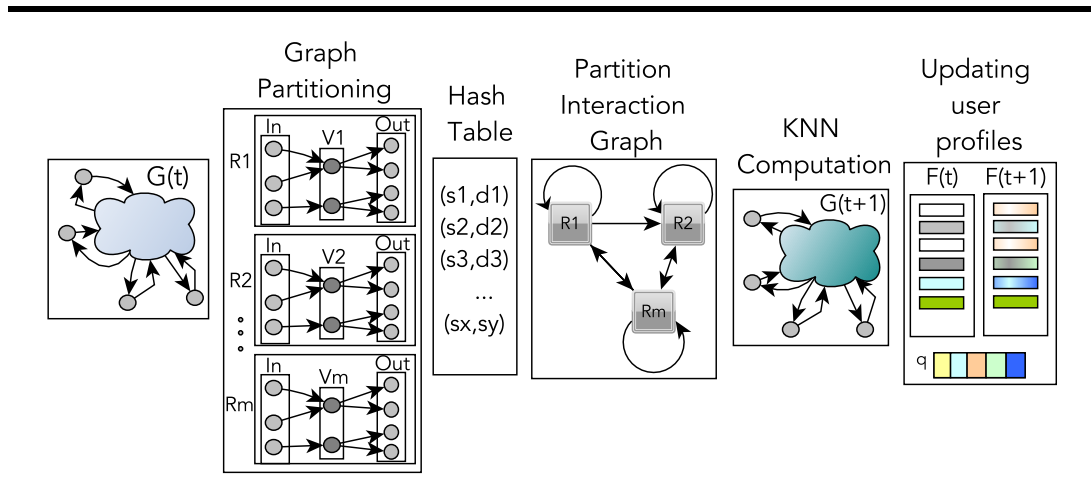 Graph
Partitioning
Hash
Table
Partition
Interaction
Graph
KNN
Computation
Updating
user
profiles
G(t)
R1
In
V1
Out
R2
In
V2
Out
Rm
In
Vm
Out
(s1,d1)
(s2,d2)
(s3,d3)
...
(sx,sy)
R1
R2
Rm
G(t+1)
F(t)
F(t+1)
q